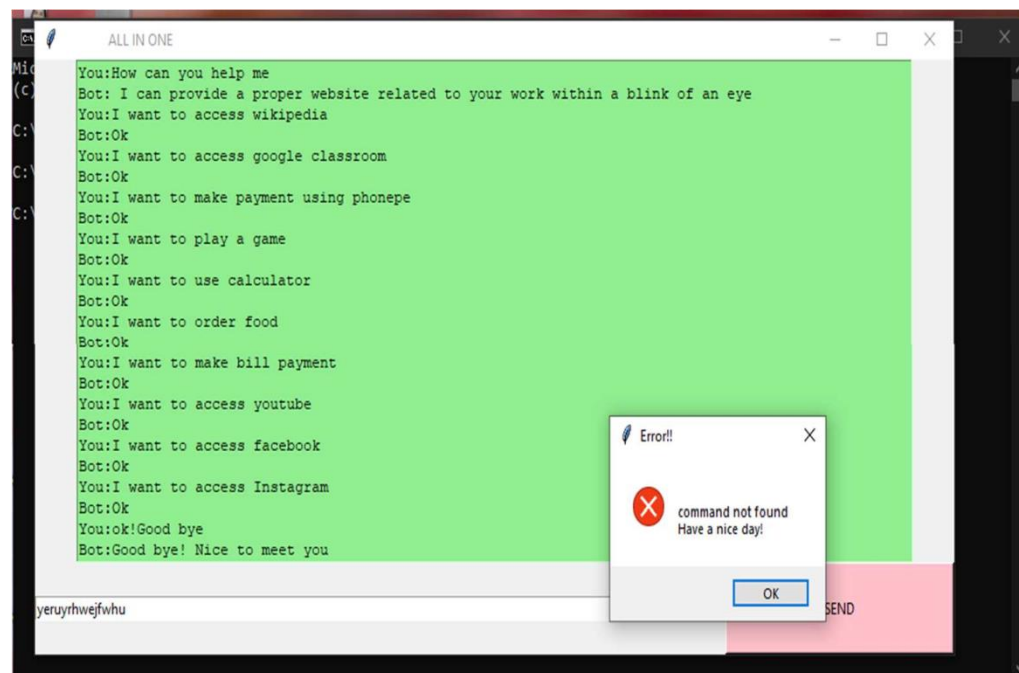 ALL IN ONE
Mic
(c)
C:\
C:\
C:\
You:How can you help me
Bot: I can provide a proper website related to your work within a blink of an eye
You:I want to access wikipedia
Bot:Ok
You:I want to access google classroom
Bot:Ok
You:I want to make payment using phonepe
Bot:Ok
You:I want to play a game
Bot:Ok
You:I want to use calculator
Bot:Ok
You:I want to order food
Bot:Ok
You:I want to make bill payment
Bot:Ok
You:I want to access youtube
Bot:Ok
You:I want to access facebook
Bot:Ok
You:I want to access Instagram
Bot:Ok
You:ok!Good bye
Bot:Good bye! Nice to meet you
Error!!
command not found
Have a nice day!
OK
yeruyrhwejfwhu
SEND